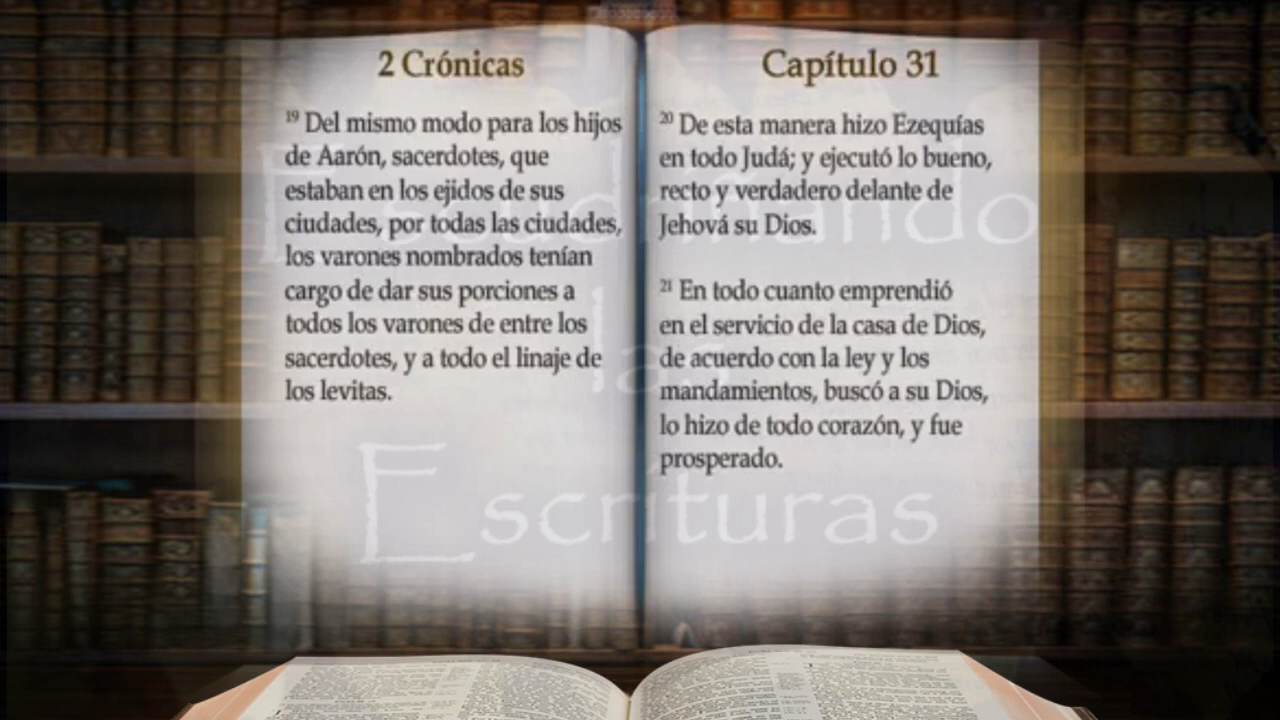 2 Crónicas
19 Del mismo modo para los hijos
de Aarón, sacerdotes, que
estaban en los ejidos de sus
ciudades, por todas las ciudades,
los varones nombrados tenían
cargo de dar sus porciones a
todos los varones de entre los
sacerdotes, y a todo el linaje de
los levitas.
Capítulo 31
20 De esta manera hizo Ezequías
en todo Judá; y ejecutó lo bueno,
recto y verdadero delante de
Jehová su Dios.
21 En todo cuanto emprendió
en el servicio de la casa de Dios,
de acuerdo con la ley y los
mandamientos, buscó a su Dios,
lo hizo de todo corazón, y fue
prosperado.
Escudriñando
las
Escrituras